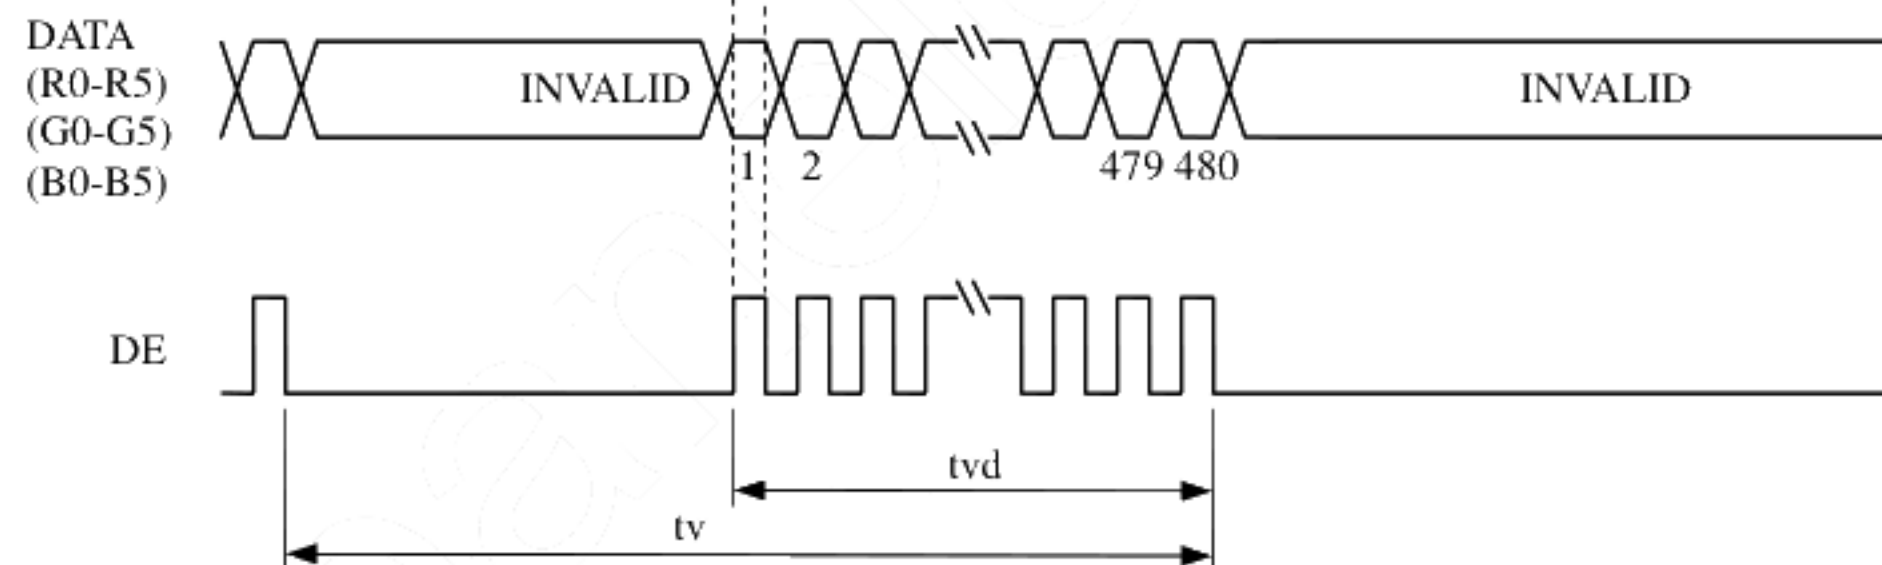 DATA
(R0-R5)
(G0-G5)
(B0-B5)
INVALID
INVALID
1 2 479 480
DE
tvd
tv